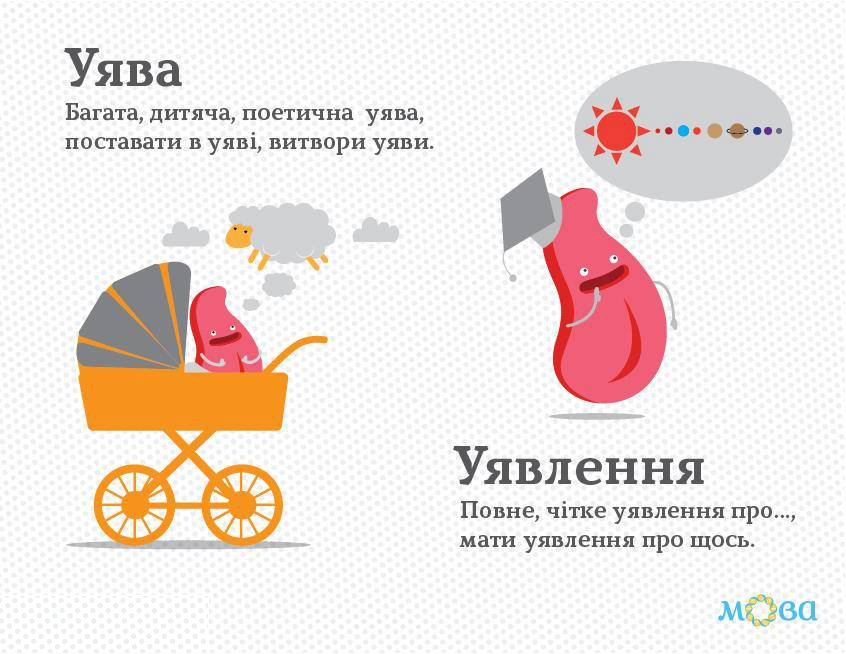 Уява
Багата, дитяча, поетична уява,
поставати в уяві, витвори уяви.
Уявлення
Повне, чітке уявлення про...,
мати уявлення про щось.
мова